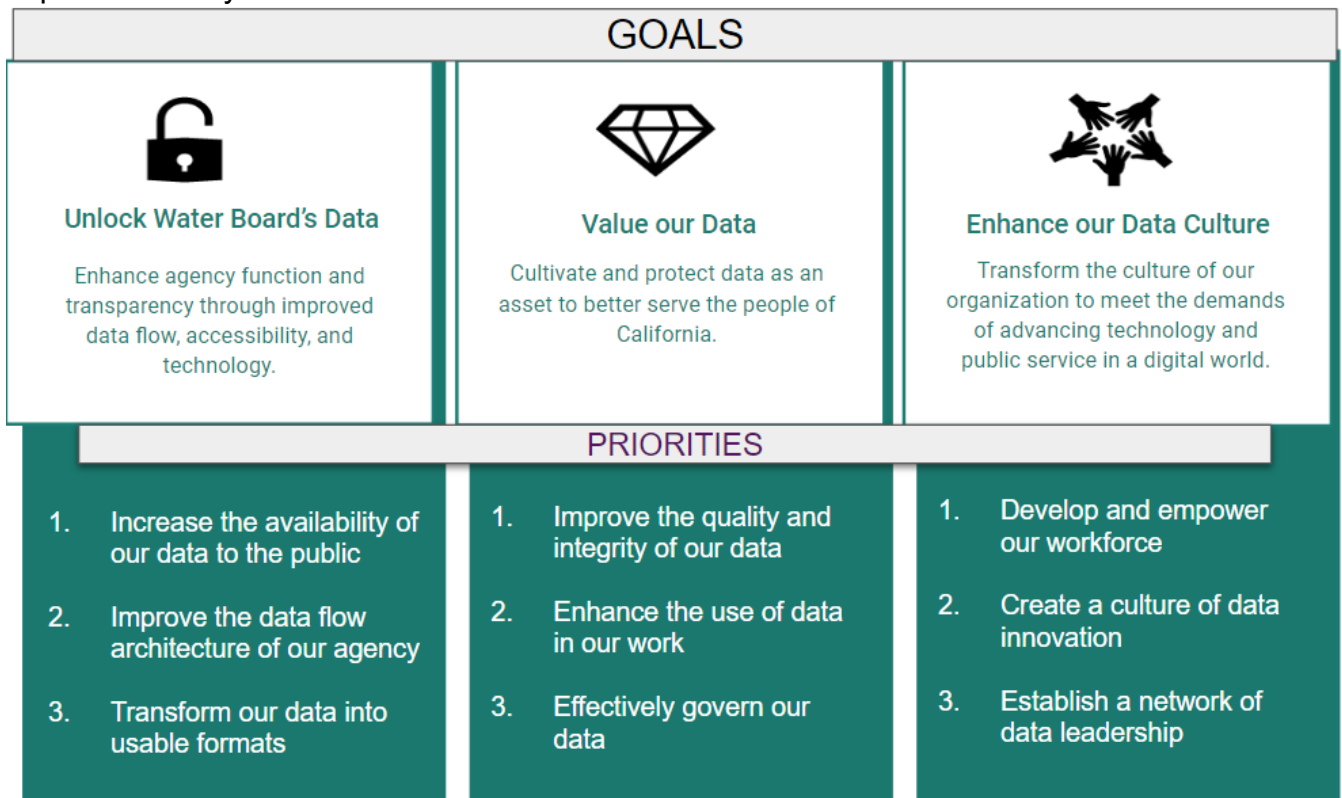 GOALS
Unlock Water Board's Data
Enhance agency function and
transparency through improved
data flow, accessibility, and
technology.
Value our Data
Cultivate and protect data as an
asset to better serve the people of
California.
Enhance our Data Culture
Transform the culture of our
organization to meet the demands
of advancing technology and
public service in a digital world.
PRIORITIES
1. Increase the availability of
our data to the public
2. Improve the data flow
architecture of our agency
3. Transform our data into
usable formats
1. Improve the quality and
integrity of our data
2. Enhance the use of data
in our work
3. Effectively govern our
data
1. Develop and empower
our workforce
2. Create a culture of data
innovation
3. Establish a network of
data leadership